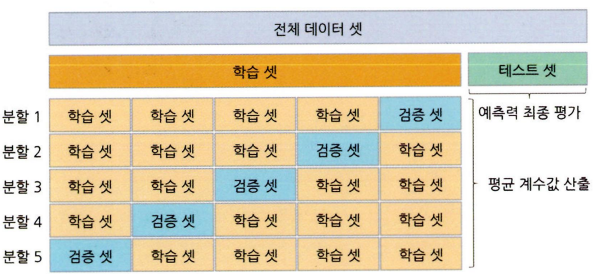 전체 데이터 셋
학습 셋 테스트 셋
분할 1 학습 셋 학습 셋 학습 셋 학습 셋 검증 셋 예측력 최종 평가
분할 2 학습 셋 학습 셋 학습 셋 검증 셋 학습 셋
분할 3 학습 셋 학습 셋 검증 셋 학습 셋 학습 셋 평균 계수값 산출
분할 4 학습 셋 검증 셋 학습 셋 학습 셋 학습 셋
분할 5 검증 셋 학습 셋 학습 셋 학습 셋 학습 셋